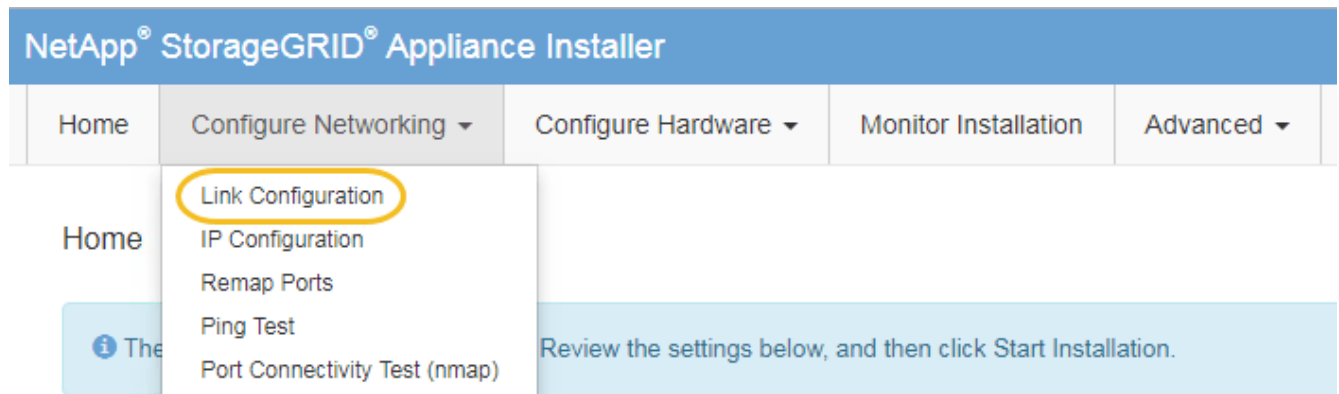 NetApp® StorageGRID® Appliance Installer
Home Configure Networking Configure Hardware Monitor Installation Advanced
Link Configuration
Home IP Configuration
Remap Ports
Ping Test
The Review the settings below, and then click Start Installation.
Port Connectivity Test (nmap)